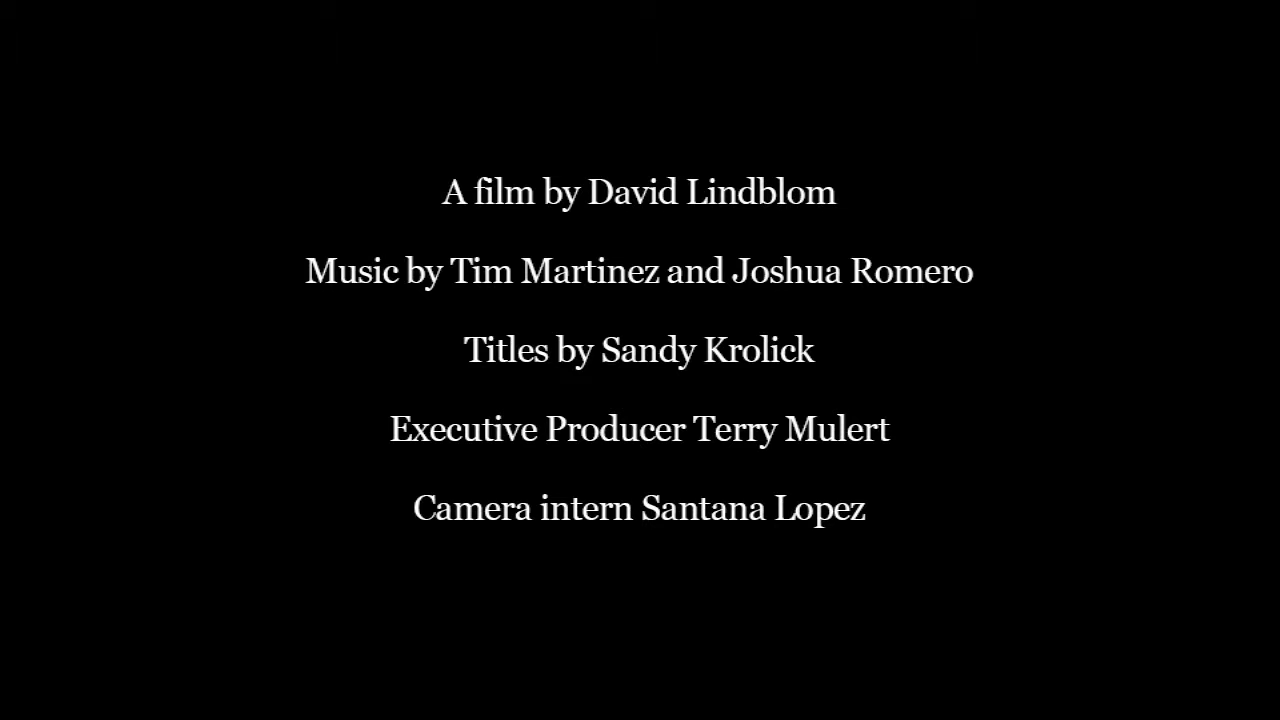 A film by David Lindblom
Music by Tim Martinez and Joshua Romero
Titles by Sandy Krolick
Executive Producer Terry Mulert
Camera intern Santana Lopez